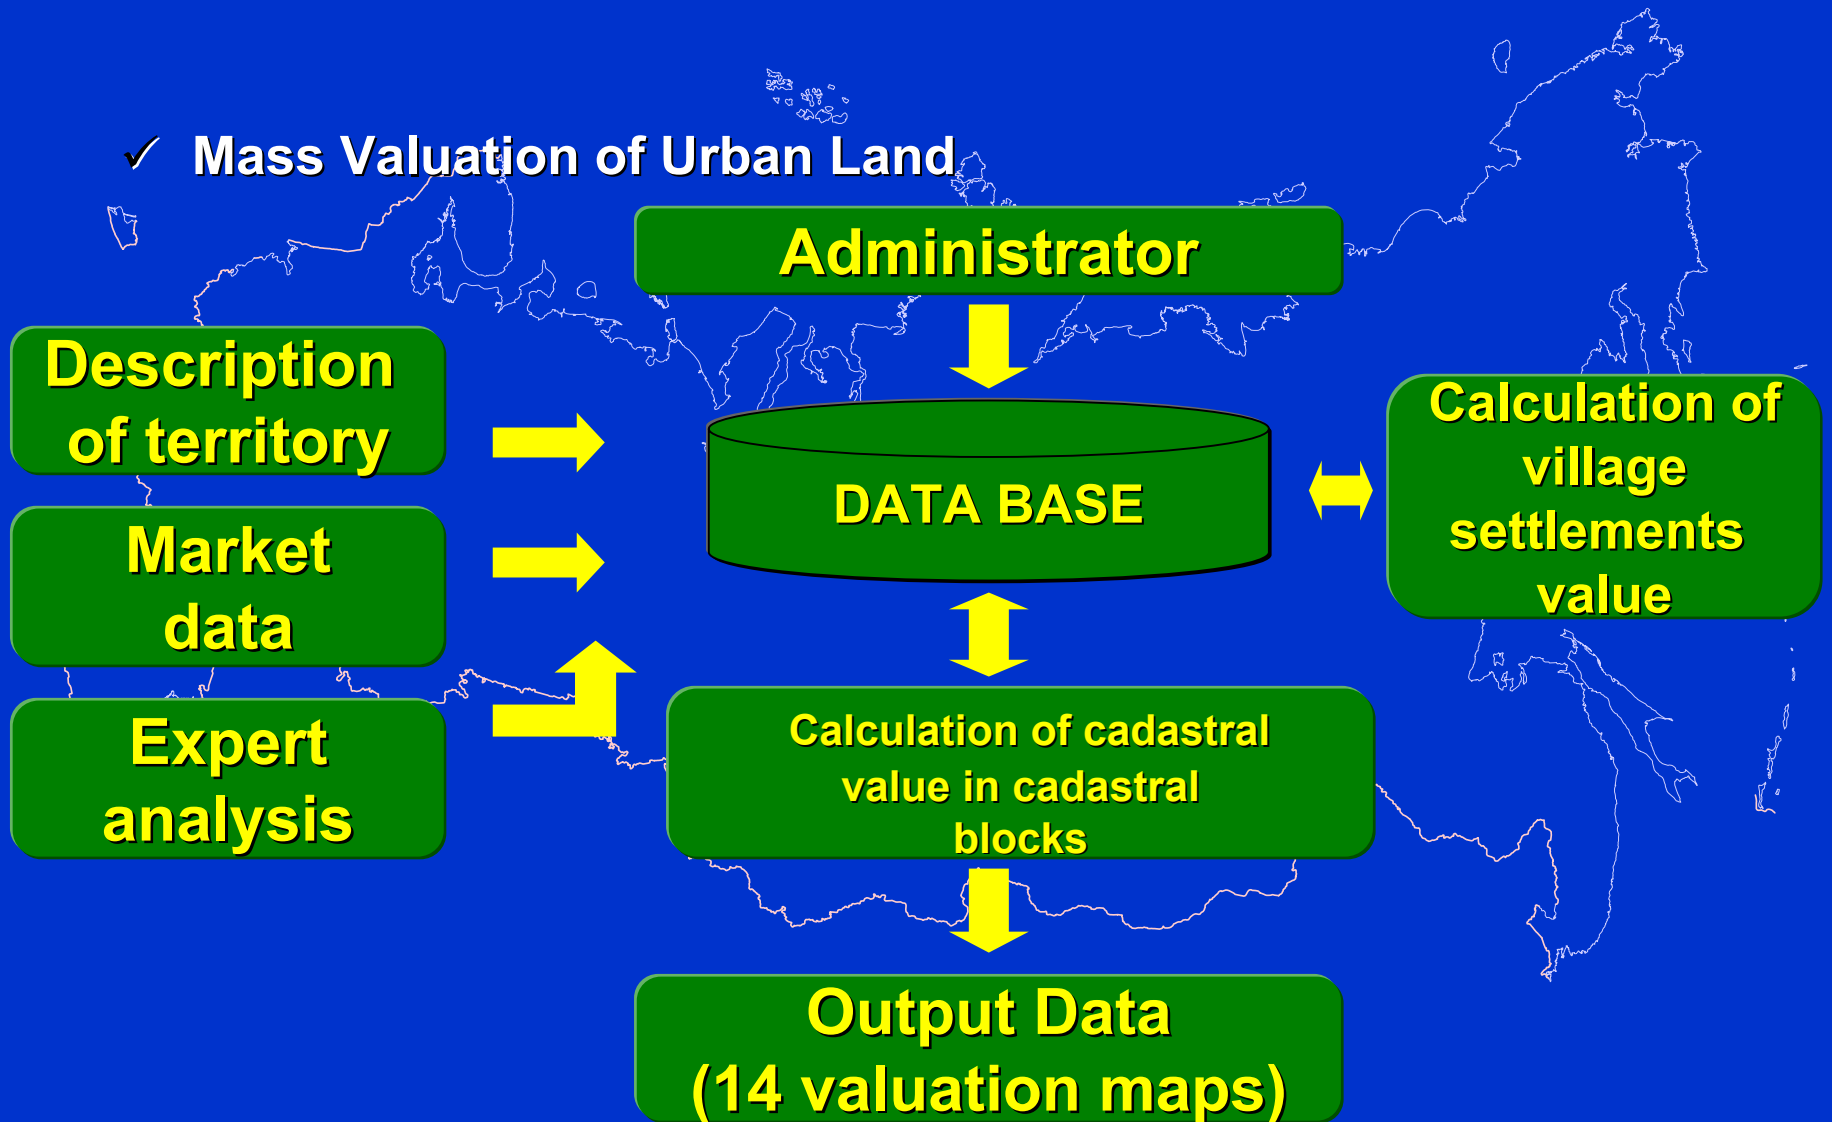 ✓ Mass Valuation of Urban Land
Administrator
Description
of territory
Market
data
Expert
analysis
DATA BASE
Calculation of
village
settlements
value
Calculation of cadastral
value in cadastral
blocks
Output Data
(14 valuation maps)